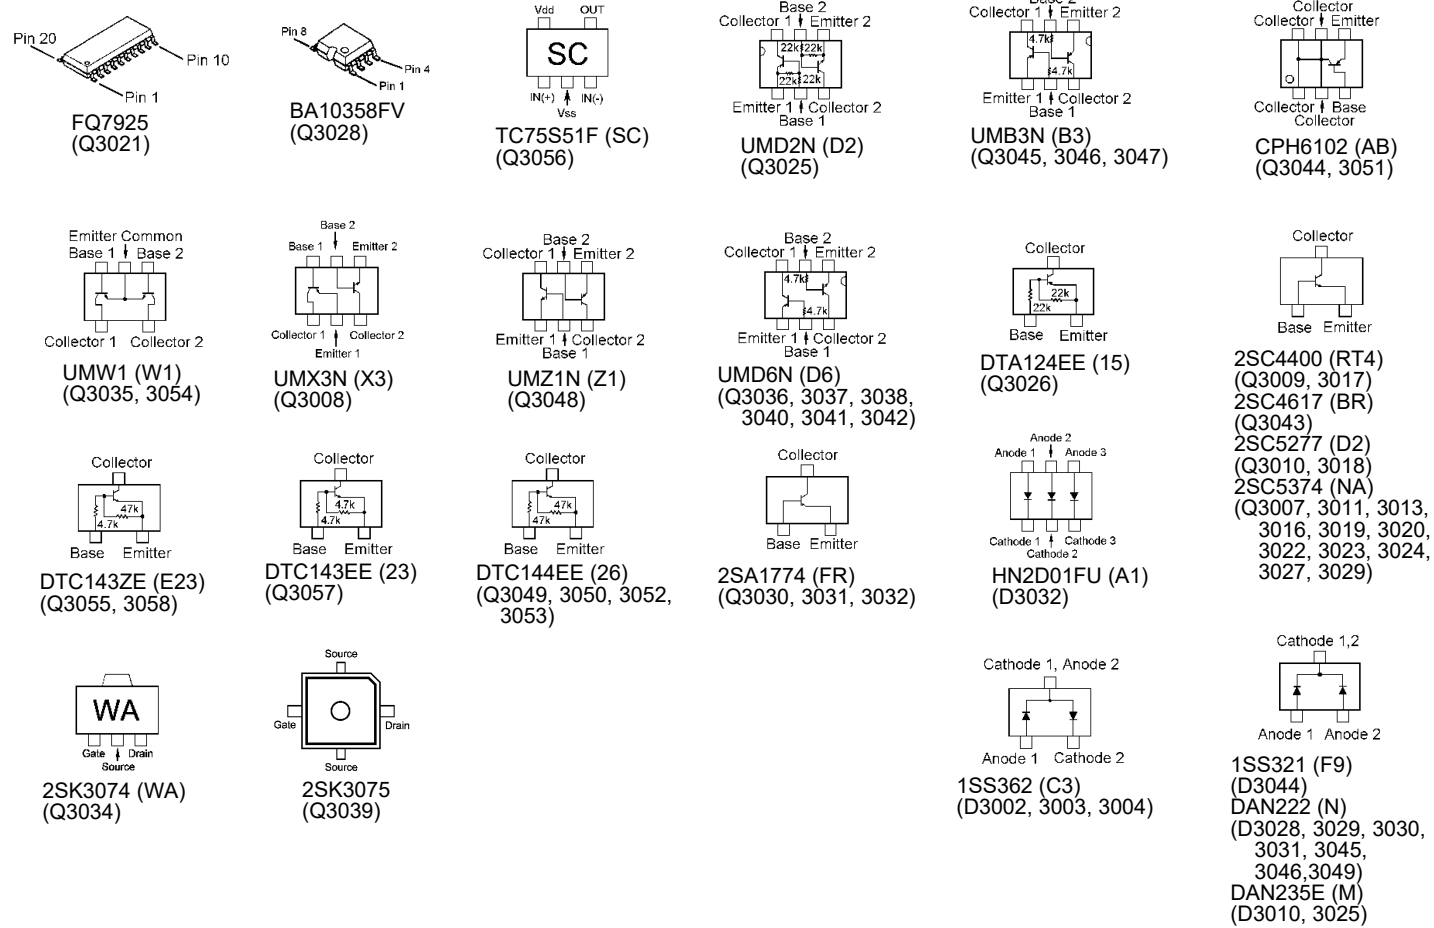 Pin 20
Pin 10
Pin 1
FQ7925
(Q3021)
Pin 8
Pin 4
Pin 1
BA10358FV
(Q3028)
Vdd OUT
SC
IN(+) IN(-)
Vss
TC75S51F (SC)
(Q3056)
Base 2
Collector 1 Emitter 2
22k 22k
22k 22k
Emitter 1 Collector 2
Base 1
UMD2N (D2)
(Q3025)
Base 2
Collector 1 Emitter 2
4.7k
4.7k
Emitter 1 Collector 2
Base 1
UMB3N (B3)
(Q3045, 3046, 3047)
Collector
Collector Emitter
Collector Base
Collector
CPH6102 (AB)
(Q3044, 3051)
Emitter Common
Base 1 Base 2
Collector 1 Collector 2
UMW1 (W1)
(Q3035, 3054)
Base 2
Base 1 Emitter 2
Collector 1 Collector 2
Emitter 1
UMX3N (X3)
(Q3008)
Base 2
Collector 1 Emitter 2
Emitter 1 Collector 2
Base 1
UMZ1N (Z1)
(Q3048)
Base 2
Collector 1 Emitter 2
4.7k
4.7k
Emitter 1 Collector 2
Base 1
UMD6N (D6)
(Q3036, 3037, 3038,
3040, 3041, 3042)
Collector
22k
22k
Base Emitter
DTA124EE (15)
(Q3026)
Collector
Base Emitter
2SC4400 (RT4)
(Q3009, 3017)
2SC4617 (BR)
(Q3043)
2SC5277 (D2)
(Q3010, 3018)
2SC5374 (NA)
(Q3007, 3011, 3013,
3016, 3019, 3020,
3022, 3023, 3024,
3027, 3029)
Collector
47k
4.7k
Base Emitter
DTC143ZE (E23)
(Q3055, 3058)
Collector
4.7k
4.7k
Base Emitter
DTC143EE (23)
(Q3057)
Collector
47k
47k
Base Emitter
DTC144EE (26)
(Q3049, 3050, 3052,
3053)
Collector
Base Emitter
2SA1774 (FR)
(Q3030, 3031, 3032)
Anode 2
Anode 1 Anode 3
Cathode 1 Cathode 3
Cathode 2
HN2D01FU (A1)
(D3032)
WA
Gate Drain
Source
2SK3074 (WA)
(Q3034)
Source
Gate Drain
Source
2SK3075
(Q3039)
Cathode 1, Anode 2
Anode 1 Cathode 2
1SS362 (C3)
(D3002, 3003, 3004)
Cathode 1,2
Anode 1 Anode 2
1SS321 (F9)
(D3044)
DAN222 (N)
(D3028, 3029, 3030,
3031, 3045,
3046,3049)
DAN235E (M)
(D3010, 3025)